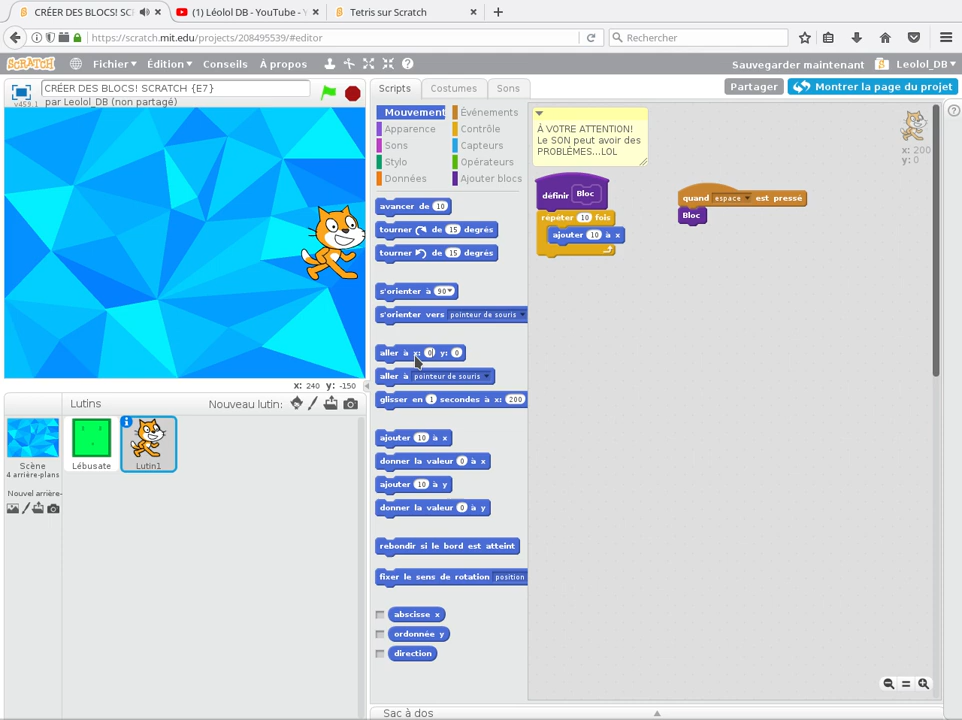 CRÉER DES BLOCS! SC
(1) Léolol DB - YouTube -
Tetris sur Scratch
https://scratch.mit.edu/projects/208495539/#editor
Rechercher
SCRATCH
Fichier
Édition
Conseils
À propos
Sauvegarder maintenant
Leolol_DB
CRÉER DES BLOCS! SCRATCH {E7}
par Leolol_DB (non partagé)
v459.1
Scripts
Costumes
Sons
Partager
Montrer la page du projet
Mouvement
Événements
Apparence
Contrôle
Sons
Capteurs
Stylo
Opérateurs
Données
Ajouter blocs
avancer de 10
tourner de 15 degrés
tourner de 15 degrés
s'orienter à 90
s'orienter vers pointeur de souris
aller à x: 0 y: 0
aller à pointeur de souris
glisser en 1 secondes à x: 200
ajouter 10 à x
donner la valeur 0 à x
ajouter 10 à y
donner la valeur 0 à y
rebondir si le bord est atteint
fixer le sens de rotation position
abscisse x
ordonnée y
direction
À VOTRE ATTENTION!
Le SON peut avoir des
PROBLÈMES...LOL
définir Bloc
répéter 10 fois
ajouter 10 à x
quand espace est pressé
Bloc
x: 200
y: 0
x: 240 y: -150
Lutins
Nouveau lutin:
Scène
4 arrière-plans
Nouvel arrière-
Lébusate
Lutin1
Sac à dos